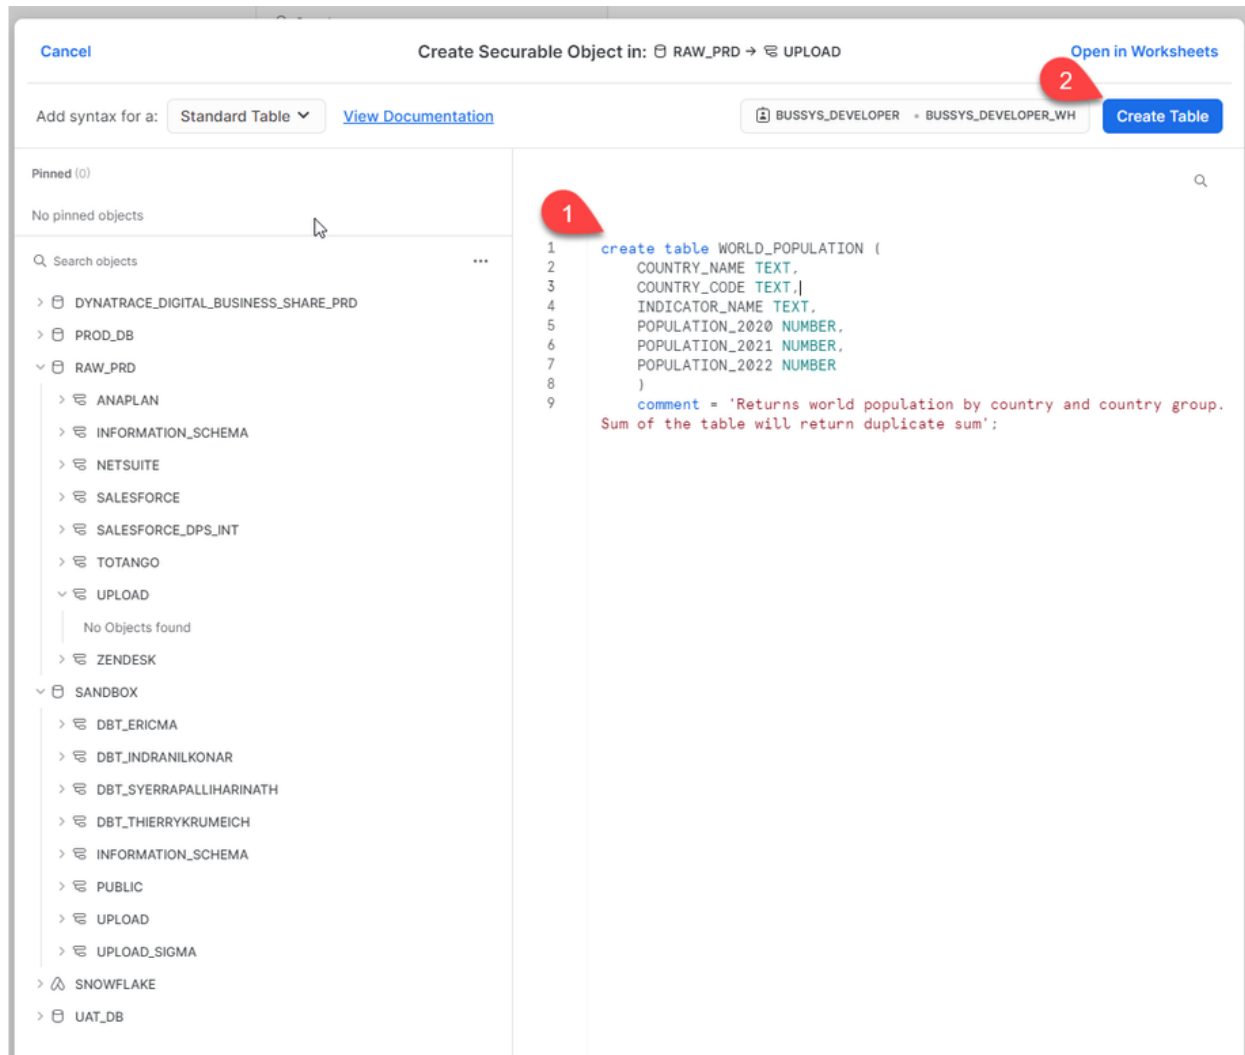 Cancel
Create Securable Object in: RAW_PRD → UPLOAD
Open in Worksheets
2
Add syntax for a: Standard Table View Documentation
BUSSYS_DEVELOPER • BUSSYS_DEVELOPER_WH
Create Table
Pinned (0)
No pinned objects
Search objects
...
DYNATRACE_DIGITAL_BUSINESS_SHARE_PRD
PROD_DB
RAW_PRD
ANAPLAN
INFORMATION_SCHEMA
NETSUITE
SALESFORCE
SALESFORCE_DPS_INT
TOTANGO
UPLOAD
No Objects found
ZENDESK
SANDBOX
DBT_ERICMA
DBT_INDRANILKONAR
DBT_SYERRAPALLIHARINATH
DBT_THIERRYKRUMEICH
INFORMATION_SCHEMA
PUBLIC
UPLOAD
UPLOAD_SIGMA
SNOWFLAKE
UAT_DB
1
1 create table WORLD_POPULATION (
2 COUNTRY_NAME TEXT,
3 COUNTRY_CODE TEXT,
4 INDICATOR_NAME TEXT,
5 POPULATION_2020 NUMBER,
6 POPULATION_2021 NUMBER,
7 POPULATION_2022 NUMBER
8 )
9 comment = 'Returns world population by country and country group.
Sum of the table will return duplicate sum';